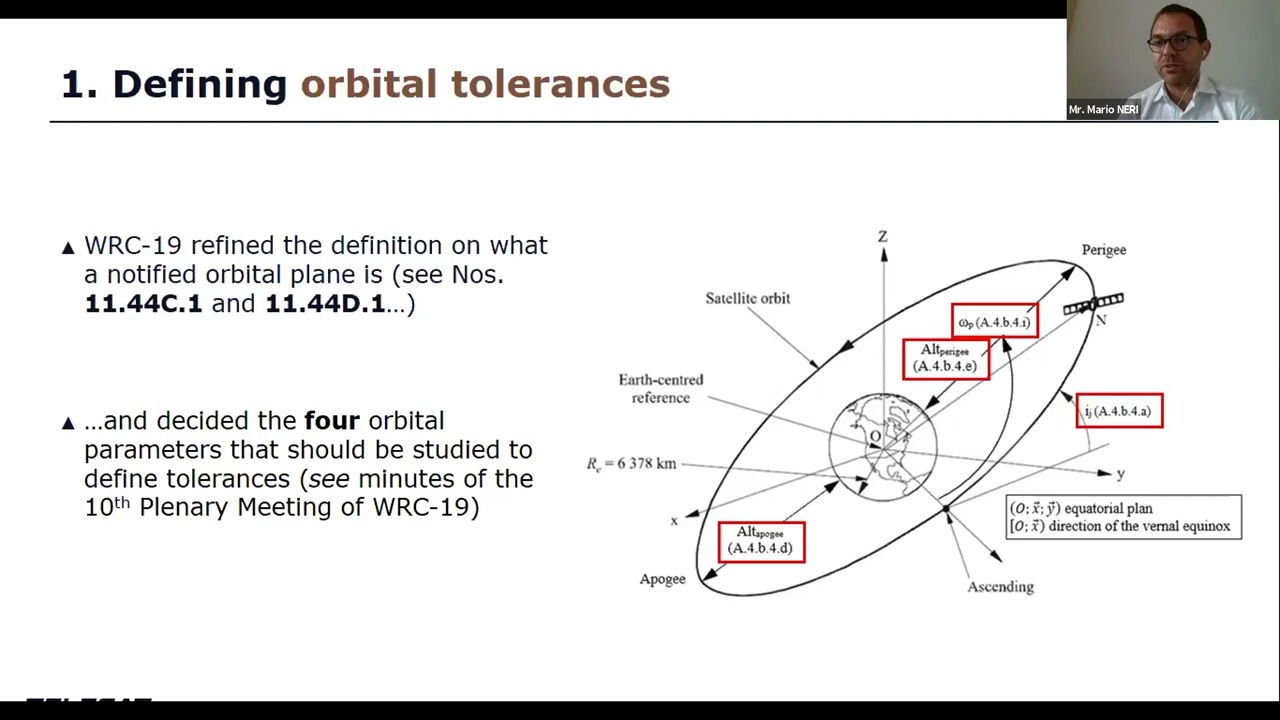 1. Defining orbital tolerances
Mr. Mario NERI
▲ WRC-19 refined the definition on what
a notified orbital plane is (see Nos.
11.44C.1 and 11.44D.1…)
▲ …and decided the four orbital
parameters that should be studied to
define tolerances (see minutes of the
10th Plenary Meeting of WRC-19)
Z
Perigee
Satellite orbit
N
ωp (A.4.b.4.i)
Altperigee
(A.4.b.4.e)
Earth-centred
reference
ij (A.4.b.4.a)
O
Re = 6 378 km
y
x
(O; x⃗; y⃗) equatorial plan
[O; x⃗) direction of the vernal equinox
Altapogee
(A.4.b.4.d)
Apogee
Ascending